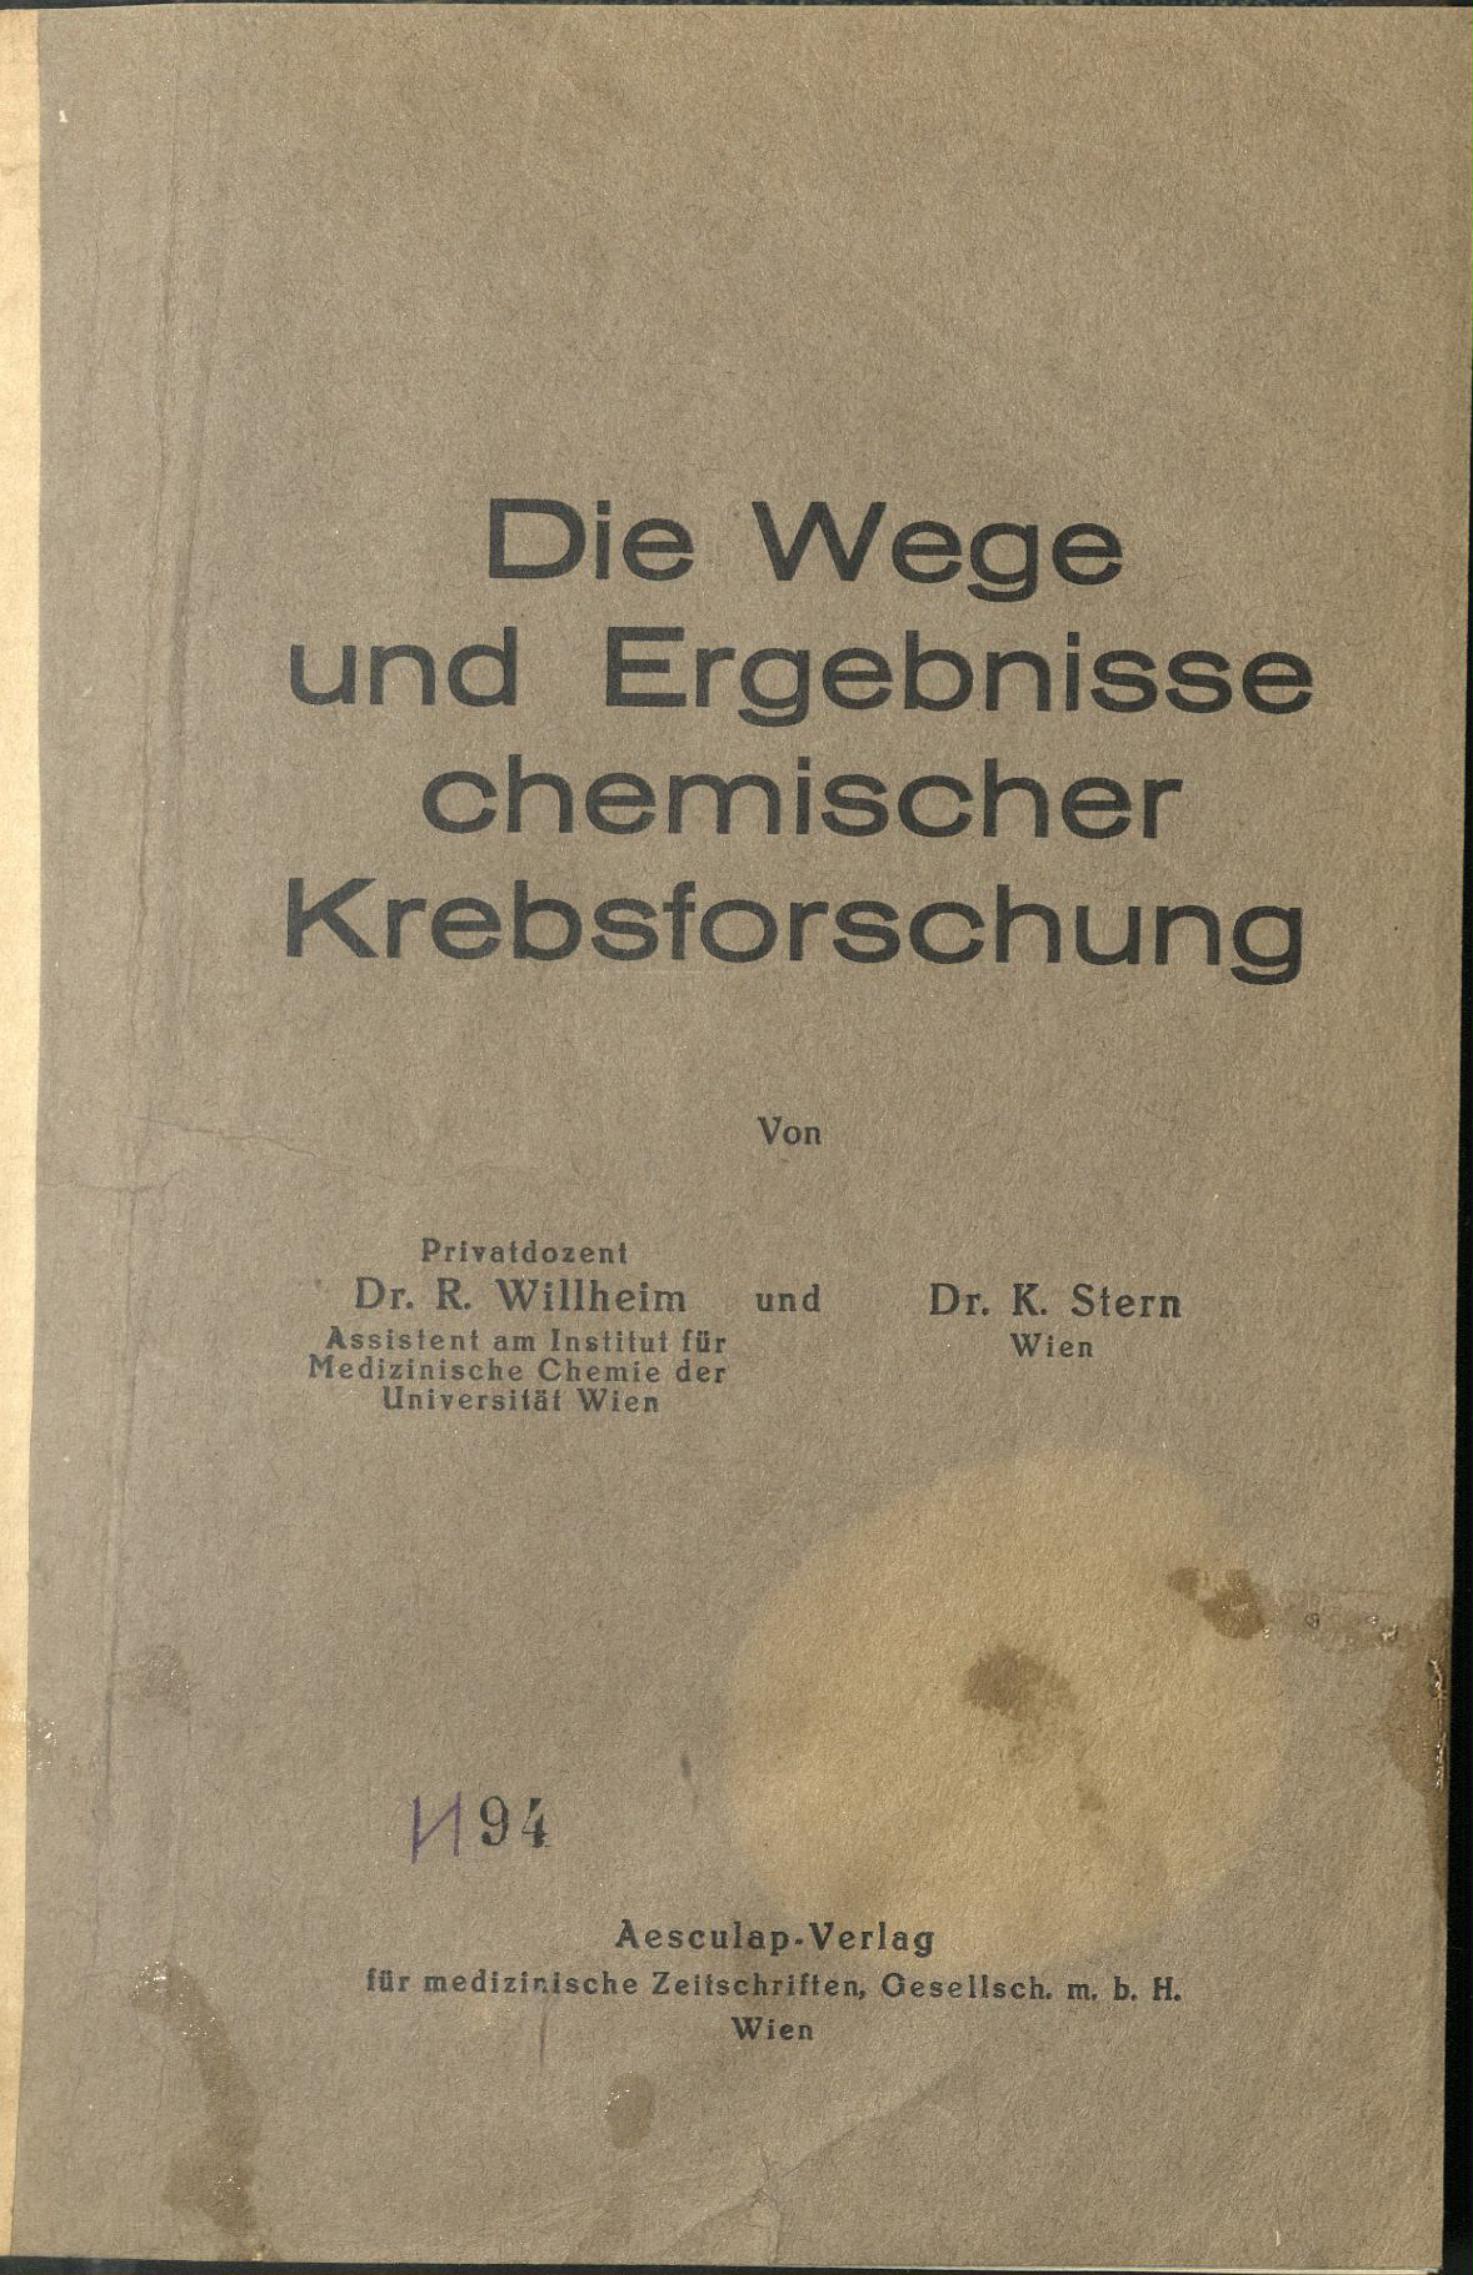 Die Wege
und Ergebnisse
chemischer
Krebsforschung
Von
Privatdozent
Dr. R. Willheim
Assistent am Institut für
Medizinische Chemie der
Universität Wien
und
Dr. K. Stern
Wien
И94
Aesculap-Verlag
für medizinische Zeitschriften, Gesellsch. m. b. H.
Wien